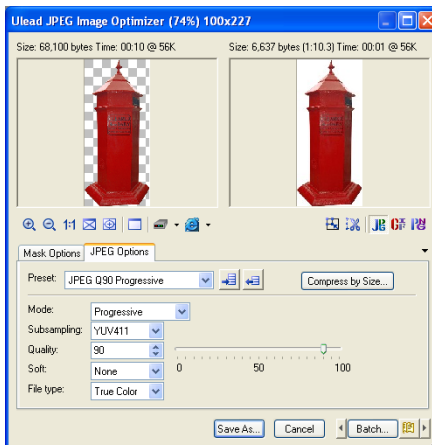 Ulead JPEG Image Optimizer (74%) 100x227
Size: 68,100 bytes Time: 00:10 @ 56K
Size: 6,637 bytes (1:10.3) Time: 00:01 @ 56K
1:1
Mask Options
JPEG Options
Preset:
JPEG Q90 Progressive
Compress by Size...
Mode:
Progressive
Subsampling:
YUV411
Quality:
90
0
50
100
Soft:
None
File type:
True Color
Save As...
Cancel
Batch...